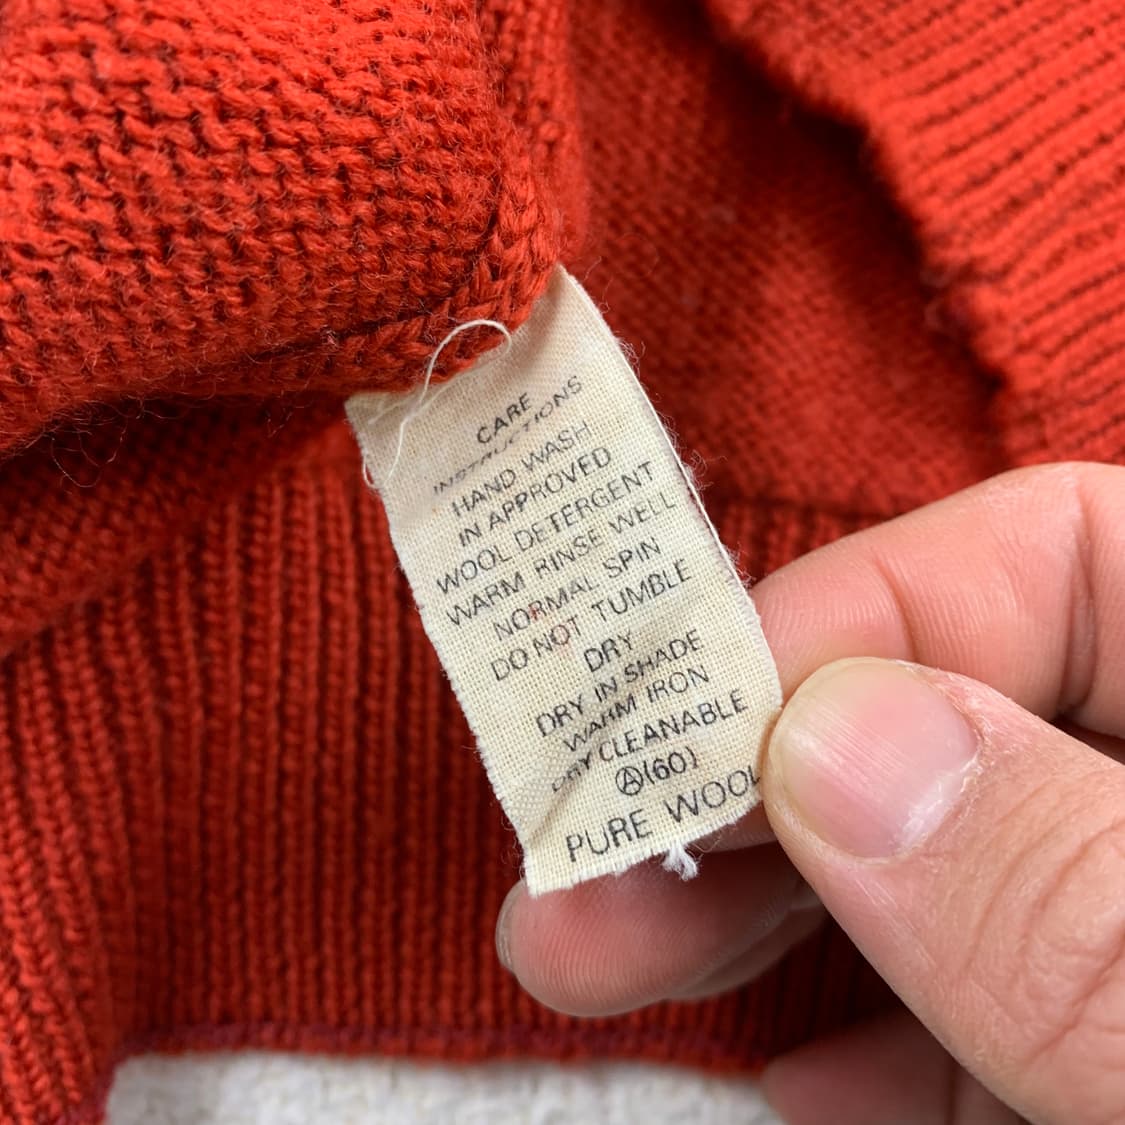 CARE
INSTRUCTIONS
HAND WASH
IN APPROVED
WOOL DETERGENT
WARM RINSE WELL
NORMAL SPIN
DO NOT TUMBLE
DRY
DRY IN SHADE
WARM IRON
DRY CLEANABLE
Ⓐ(60)
PURE WOOL